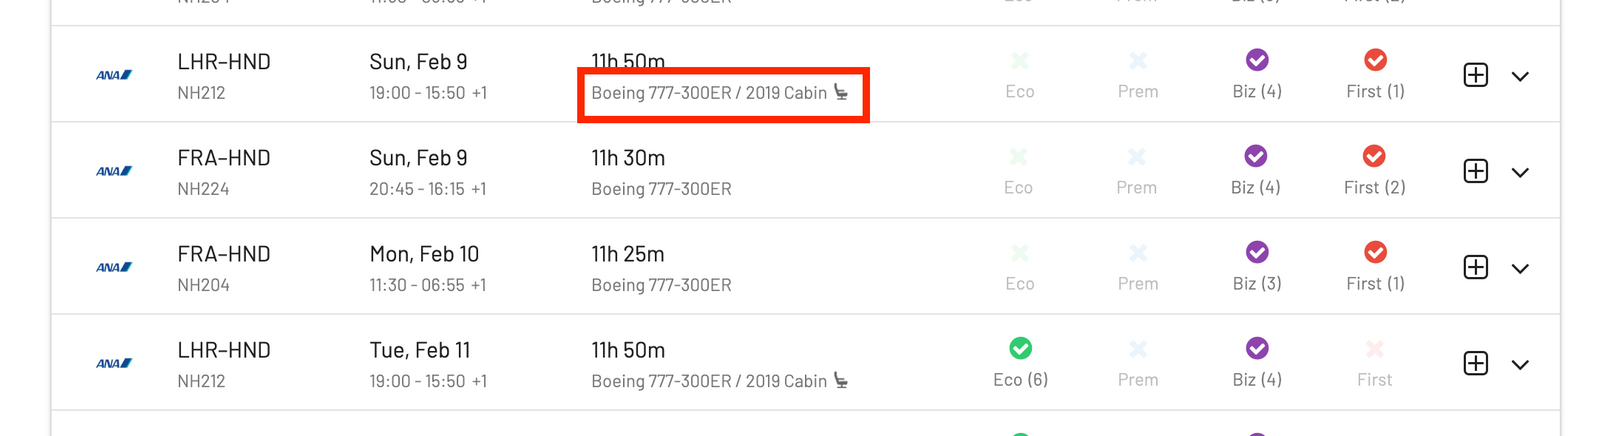 LHR–HND Sun, Feb 9 11h 50m
ANA NH212 19:00 - 15:50 +1 Boeing 777-300ER / 2019 Cabin Eco Prem Biz (4) First (1)
FRA–HND Sun, Feb 9 11h 30m
ANA NH224 20:45 - 16:15 +1 Boeing 777-300ER Eco Prem Biz (4) First (2)
FRA–HND Mon, Feb 10 11h 25m
ANA NH204 11:30 - 06:55 +1 Boeing 777-300ER Eco Prem Biz (3) First (1)
LHR–HND Tue, Feb 11 11h 50m
ANA NH212 19:00 - 15:50 +1 Boeing 777-300ER / 2019 Cabin Eco (6) Prem Biz (4) First